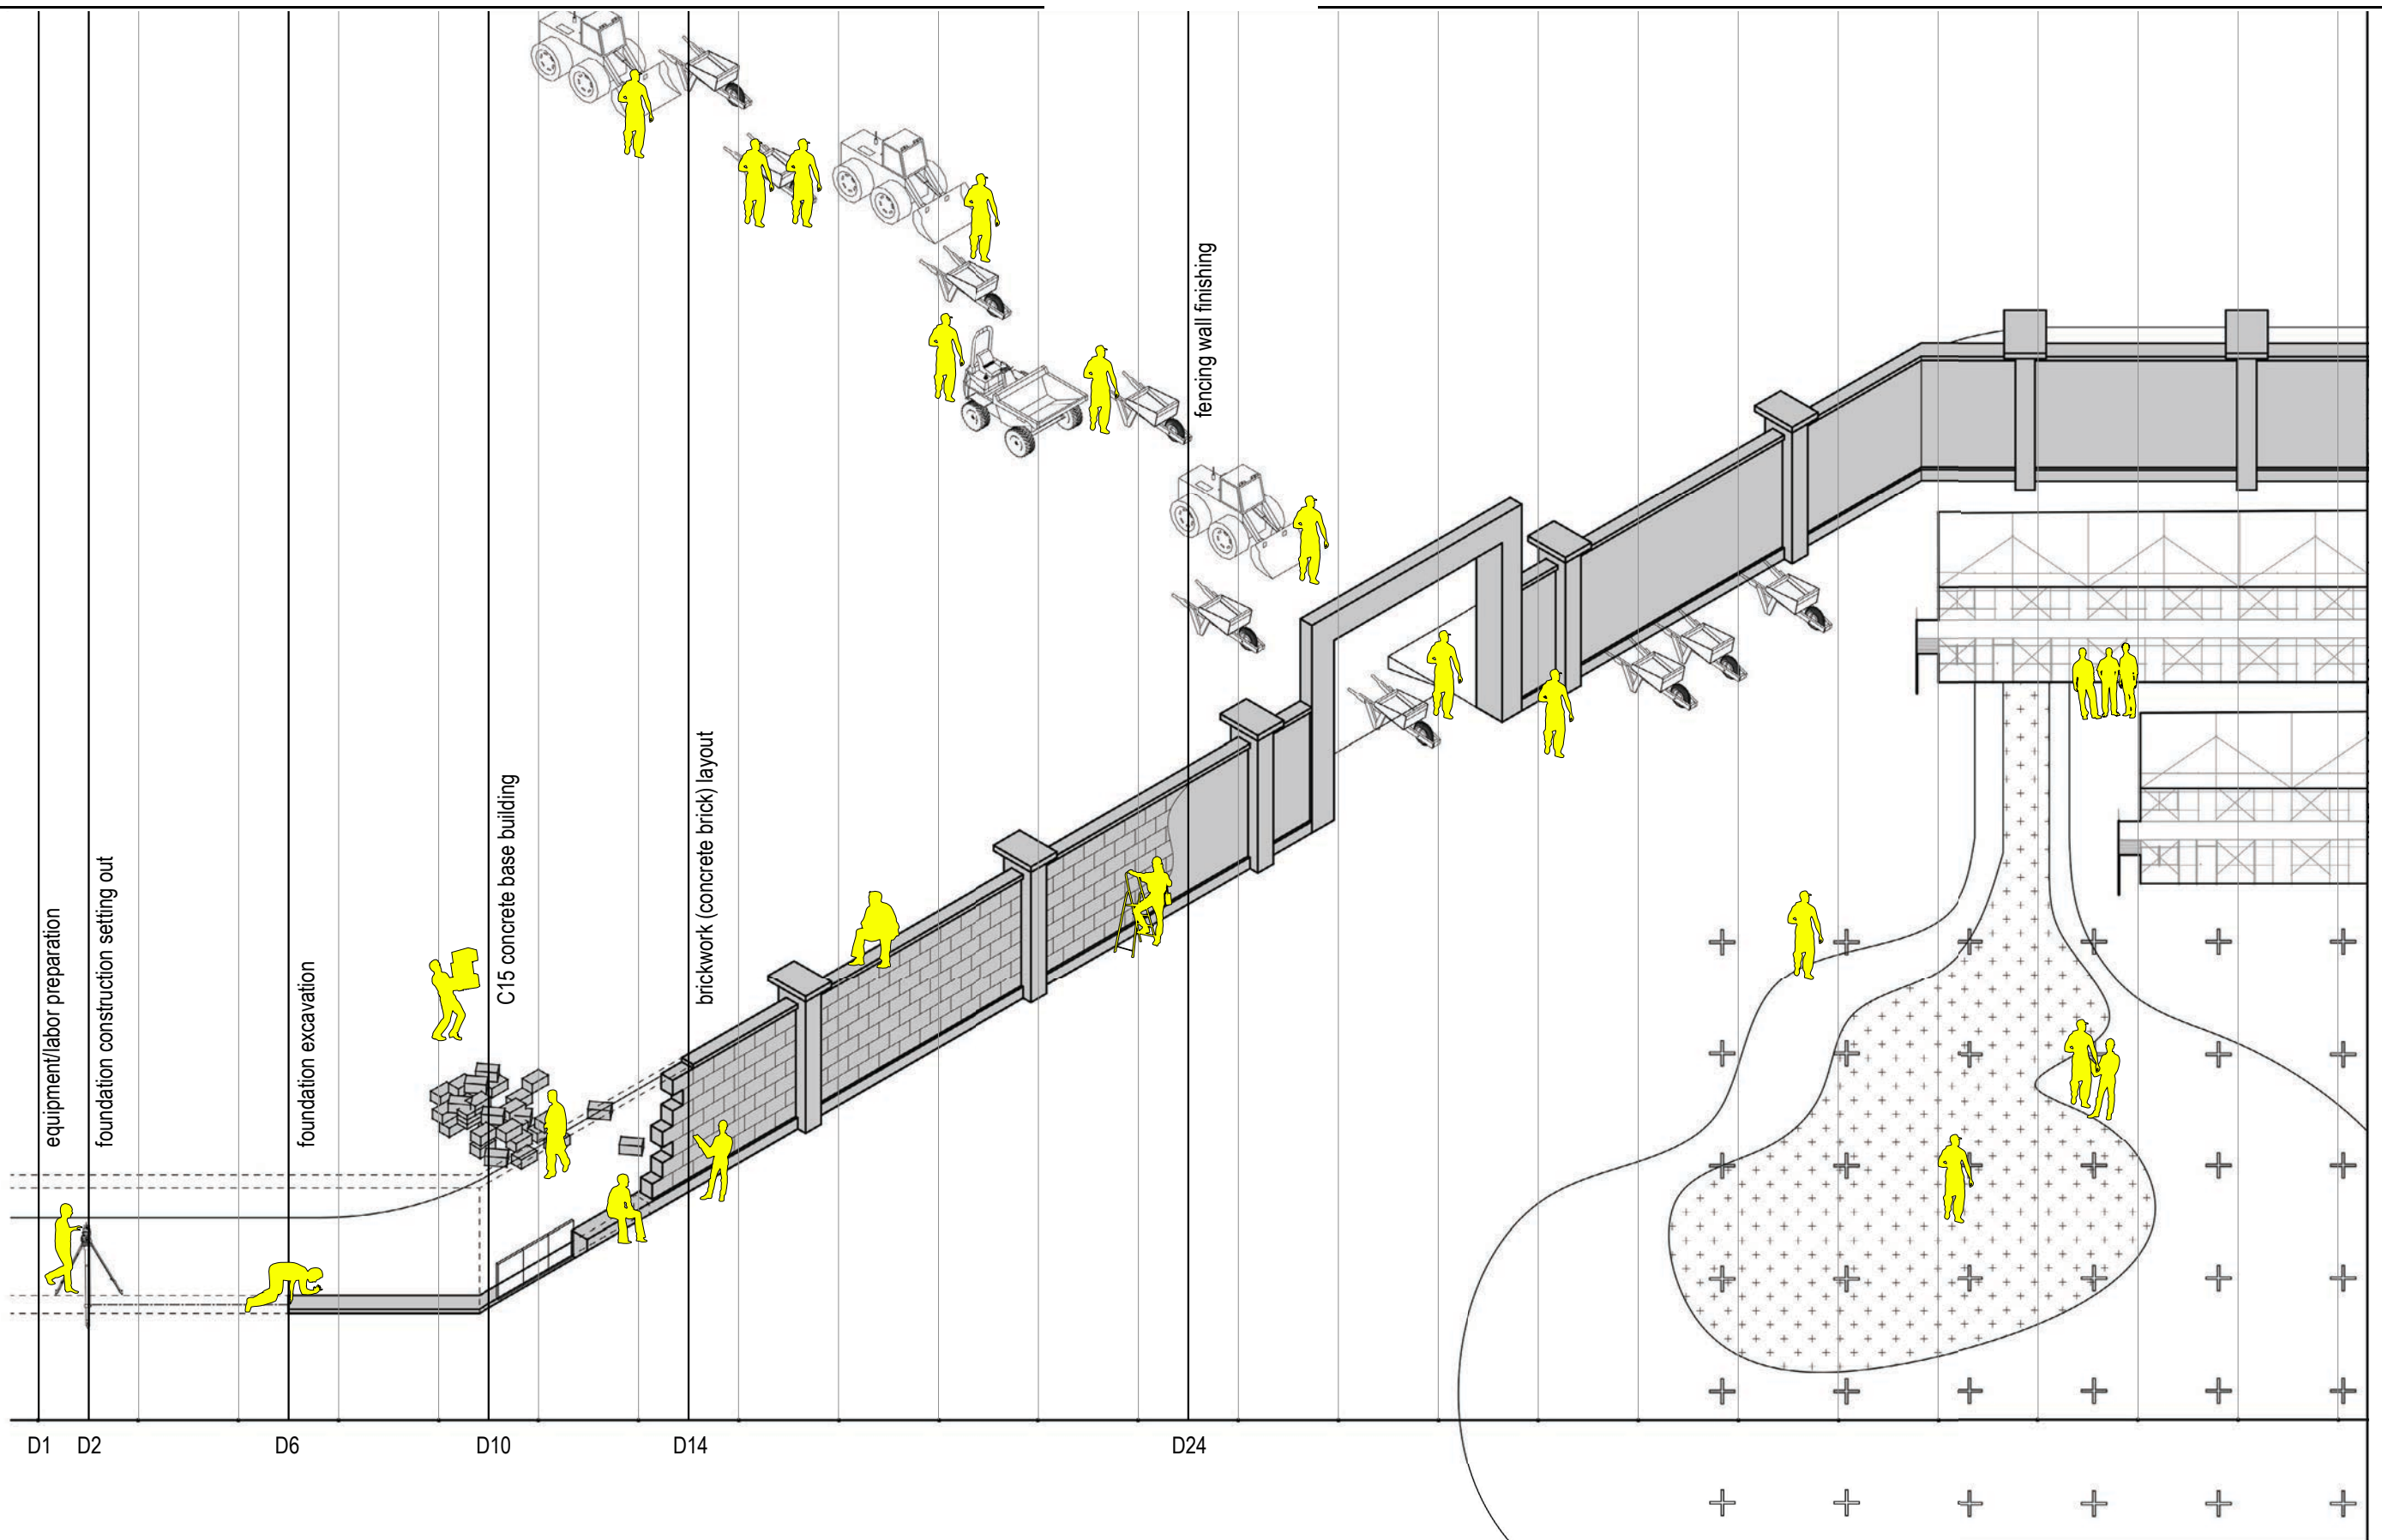 equipment/labor preparation
foundation construction setting out
foundation excavation
C15 concrete base building
brickwork (concrete brick) layout
fencing wall finishing
D1
D2
D6
D10
D14
D24